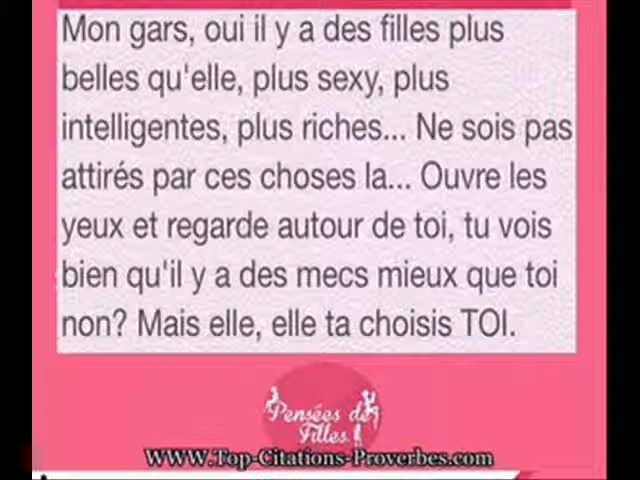 Mon gars, oui il y a des filles plus
belles qu'elle, plus sexy, plus
intelligentes, plus riches... Ne sois pas
attirés par ces choses la... Ouvre les
yeux et regarde autour de toi, tu vois
bien qu'il y a des mecs mieux que toi
non? Mais elle, elle ta choisis TOI.
Pensées de
Filles
WWW.Top-Citations-Proverbes.com